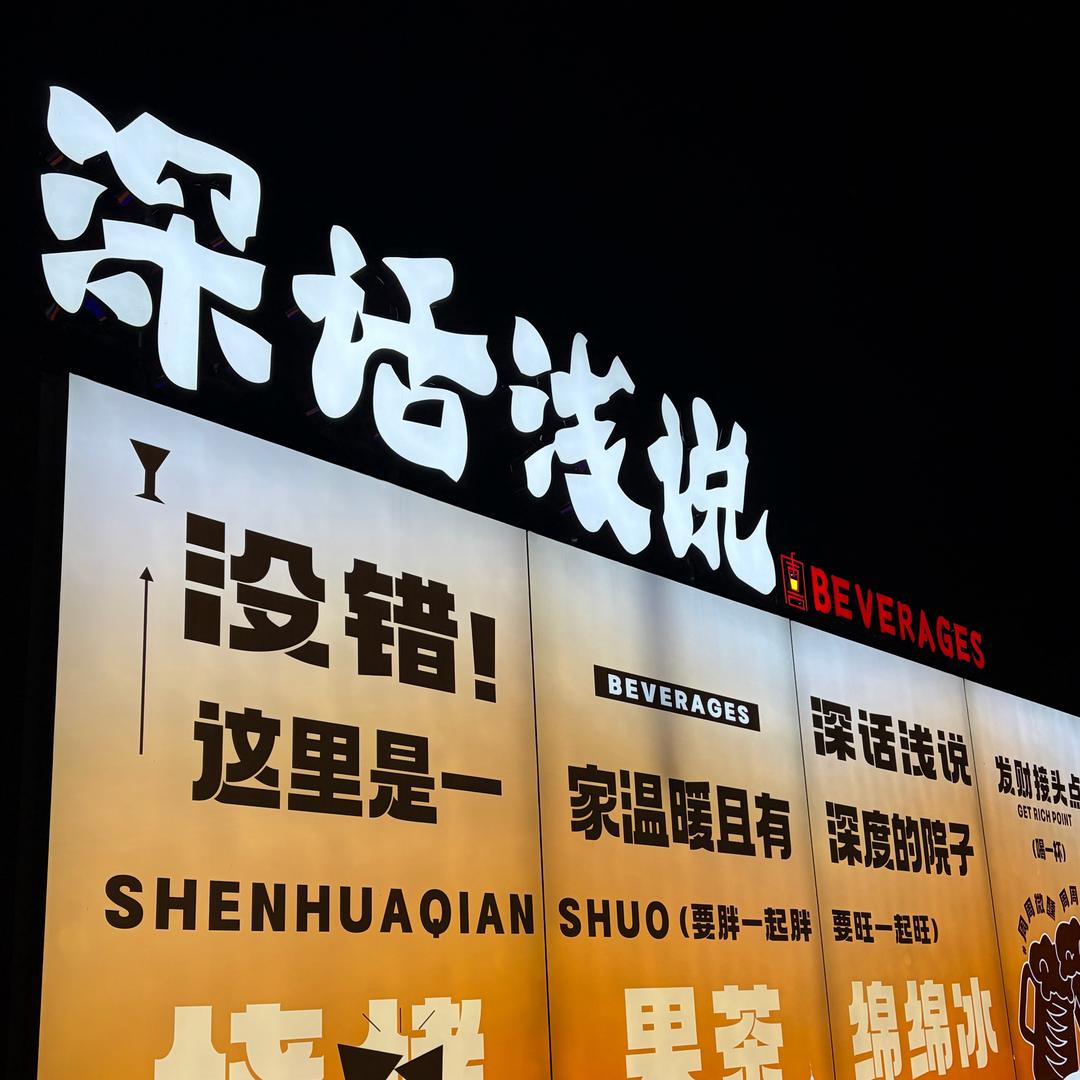 深话浅说
BEVERAGES
没错!
这里是一
BEVERAGES
家温暖且有
深话浅说
深度的院子
SHENHUAQIAN SHUO(要胖一起胖 要旺一起旺)
发财接头点
GET RICH POINT
(喝一杯)
烧烤
果茶
绵绵冰